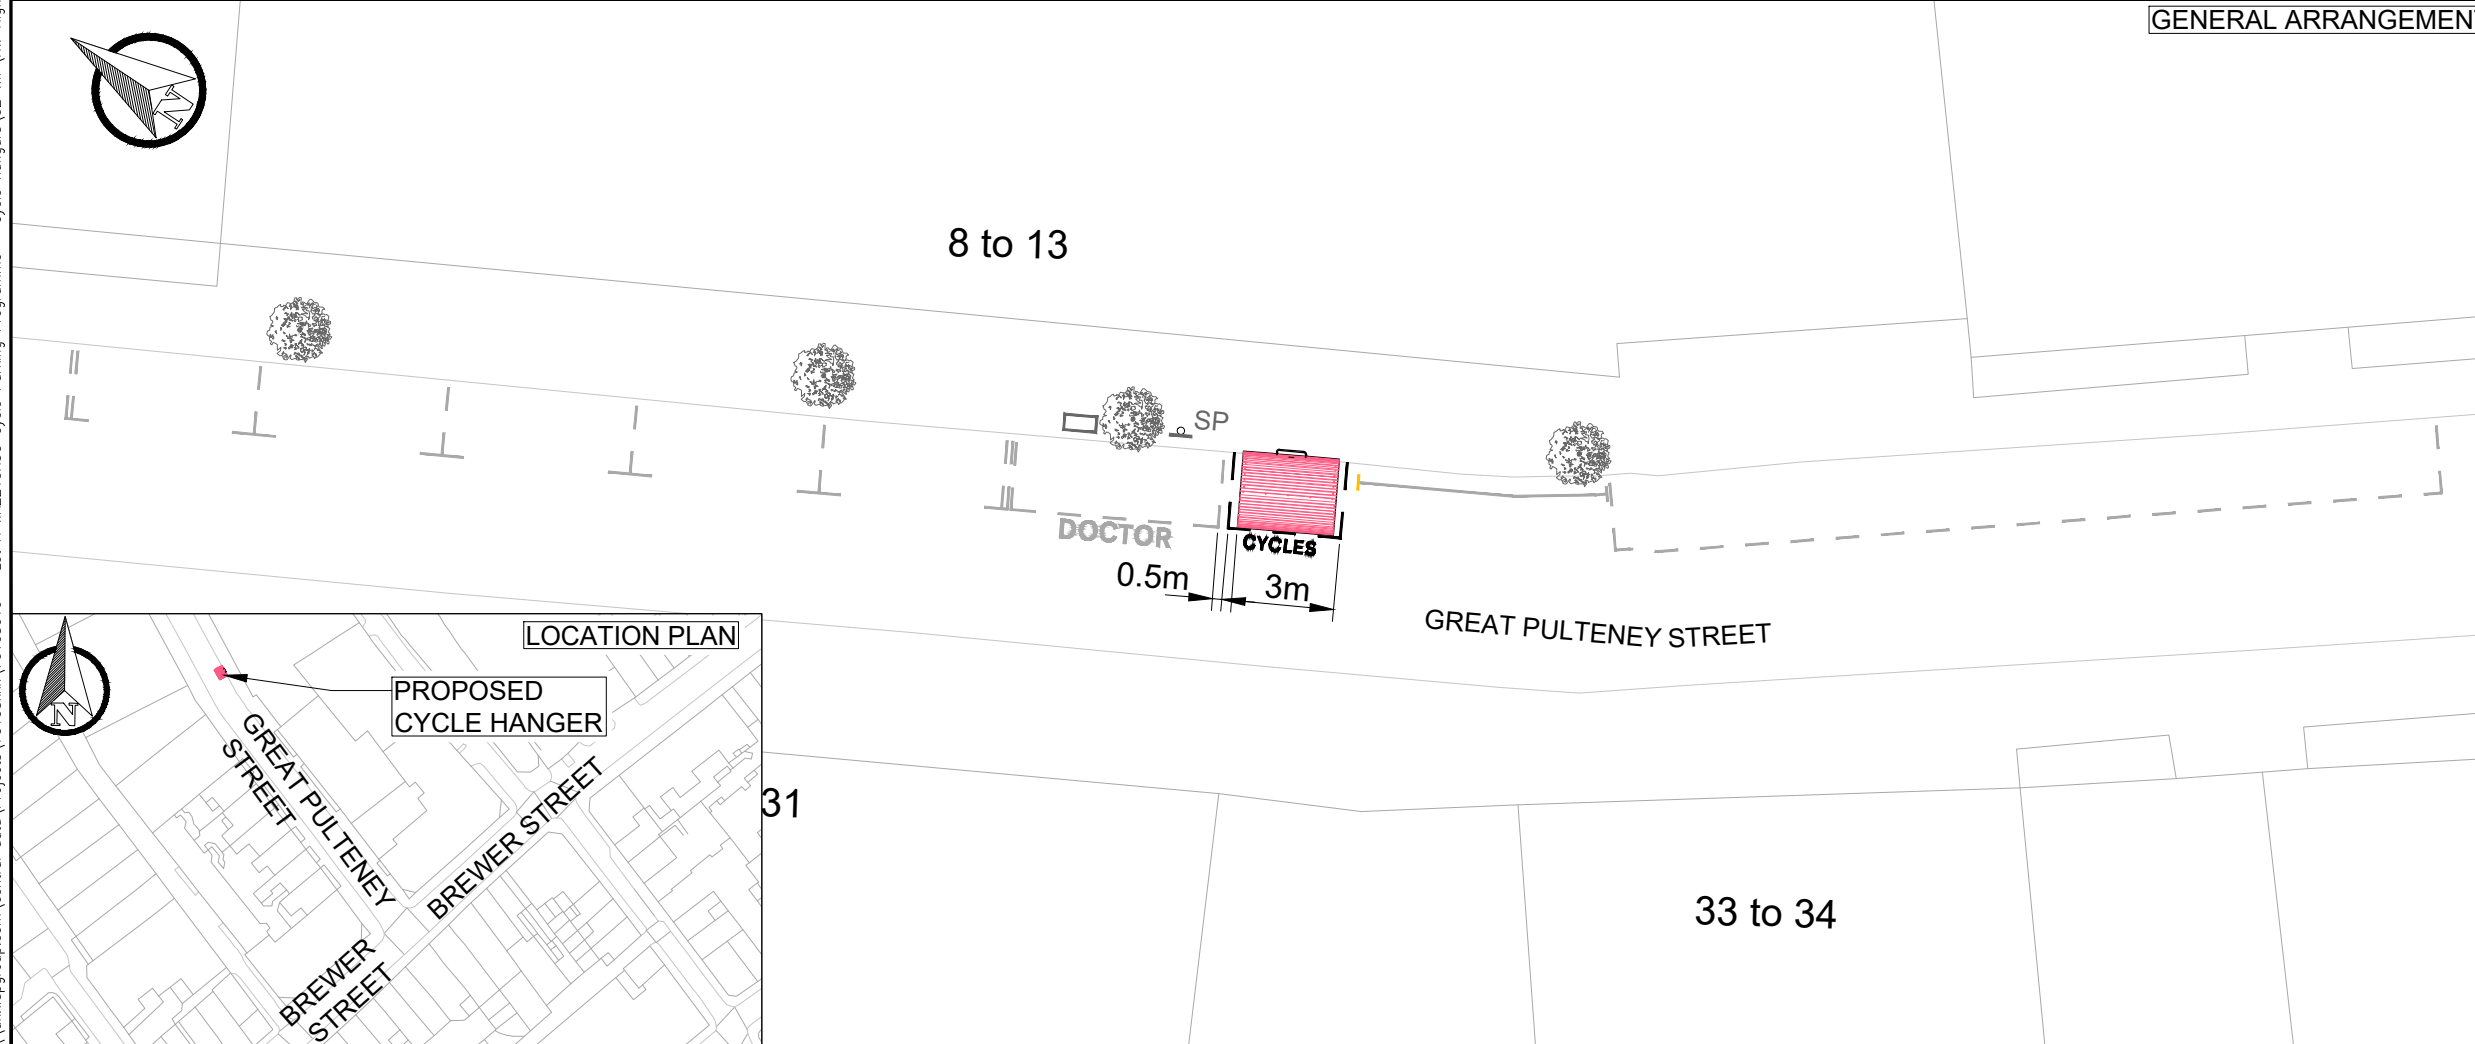 GENERAL ARRANGEMENT
N
8 to 13
SP
DOCTOR
CYCLES
0.5m
3m
GREAT PULTENEY STREET
LOCATION PLAN
N
PROPOSED
CYCLE HANGER
GREAT PULTENEY
STREET
BREWER STREET
BREWER
STREET
31
33 to 34